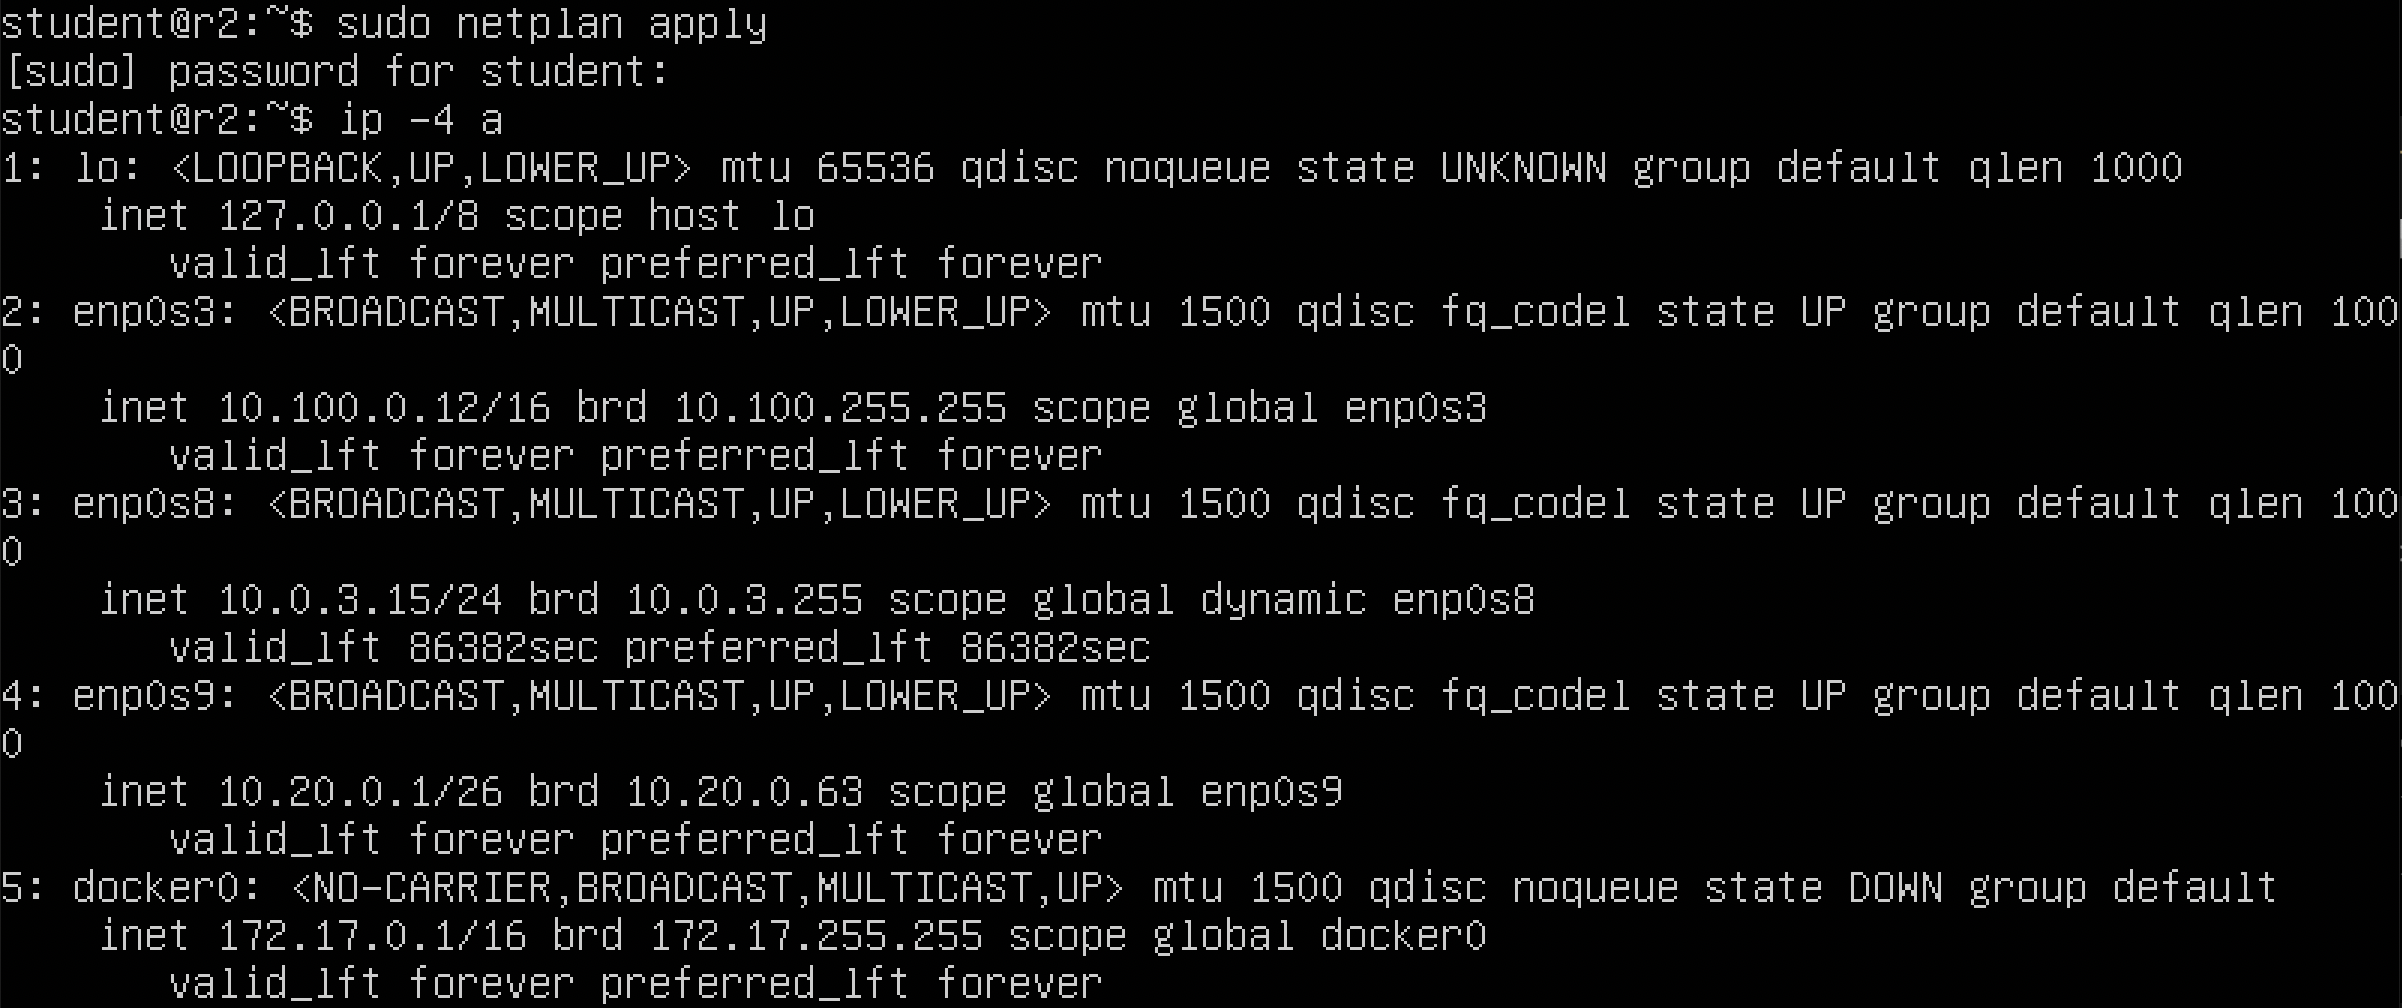 student@r2:~$ sudo netplan apply
[sudo] password for student:
student@r2:~$ ip -4 a
1: lo: <LOOPBACK,UP,LOWER_UP> mtu 65536 qdisc noqueue state UNKNOWN group default qlen 1000
    inet 127.0.0.1/8 scope host lo
       valid_lft forever preferred_lft forever
2: enp0s3: <BROADCAST,MULTICAST,UP,LOWER_UP> mtu 1500 qdisc fq_codel state UP group default qlen 100
0
    inet 10.100.0.12/16 brd 10.100.255.255 scope global enp0s3
       valid_lft forever preferred_lft forever
3: enp0s8: <BROADCAST,MULTICAST,UP,LOWER_UP> mtu 1500 qdisc fq_codel state UP group default qlen 100
0
    inet 10.0.3.15/24 brd 10.0.3.255 scope global dynamic enp0s8
       valid_lft 86382sec preferred_lft 86382sec
4: enp0s9: <BROADCAST,MULTICAST,UP,LOWER_UP> mtu 1500 qdisc fq_codel state UP group default qlen 100
0
    inet 10.20.0.1/26 brd 10.20.0.63 scope global enp0s9
       valid_lft forever preferred_lft forever
5: docker0: <NO-CARRIER,BROADCAST,MULTICAST,UP> mtu 1500 qdisc noqueue state DOWN group default
    inet 172.17.0.1/16 brd 172.17.255.255 scope global docker0
       valid_lft forever preferred_lft forever